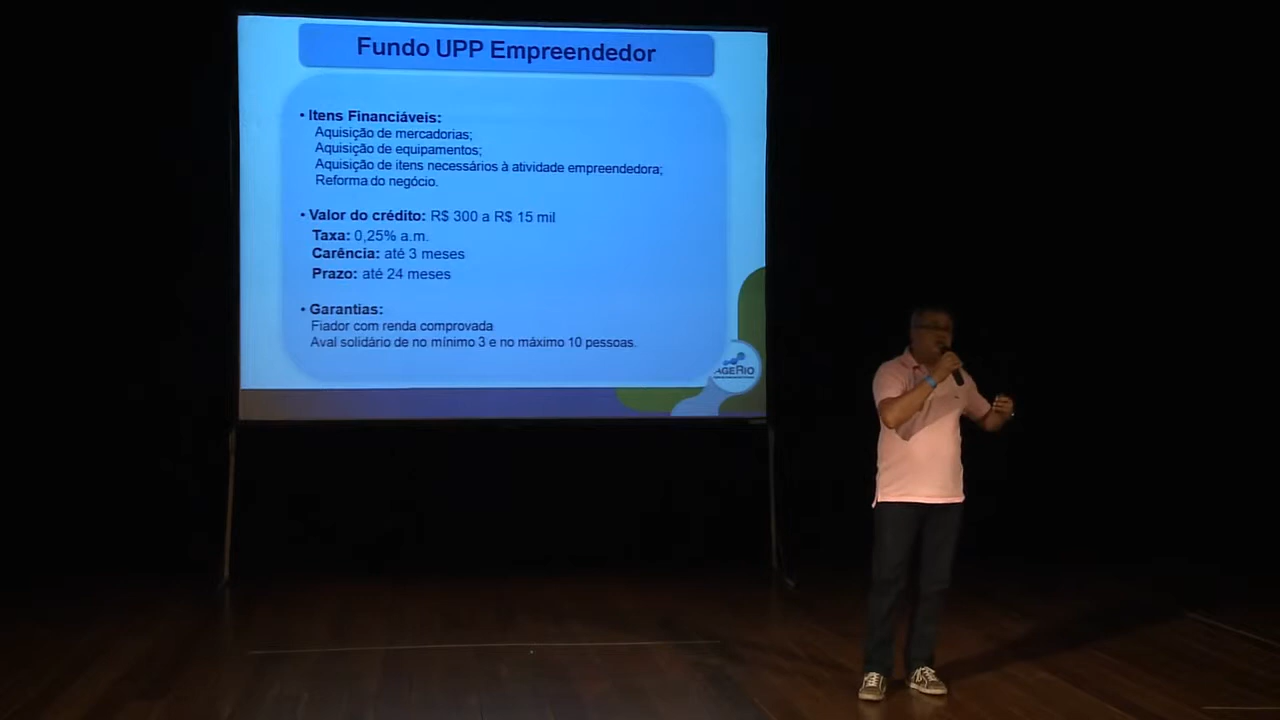 Fundo UPP Empreendedor
• Itens Financiáveis:
Aquisição de mercadorias;
Aquisição de equipamentos;
Aquisição de itens necessários à atividade empreendedora;
Reforma do negócio.
• Valor do crédito: R$ 300 a R$ 15 mil
Taxa: 0,25% a.m.
Carência: até 3 meses
Prazo: até 24 meses
• Garantias:
Fiador com renda comprovada
Aval solidário de no mínimo 3 e no máximo 10 pessoas.
AGERIO